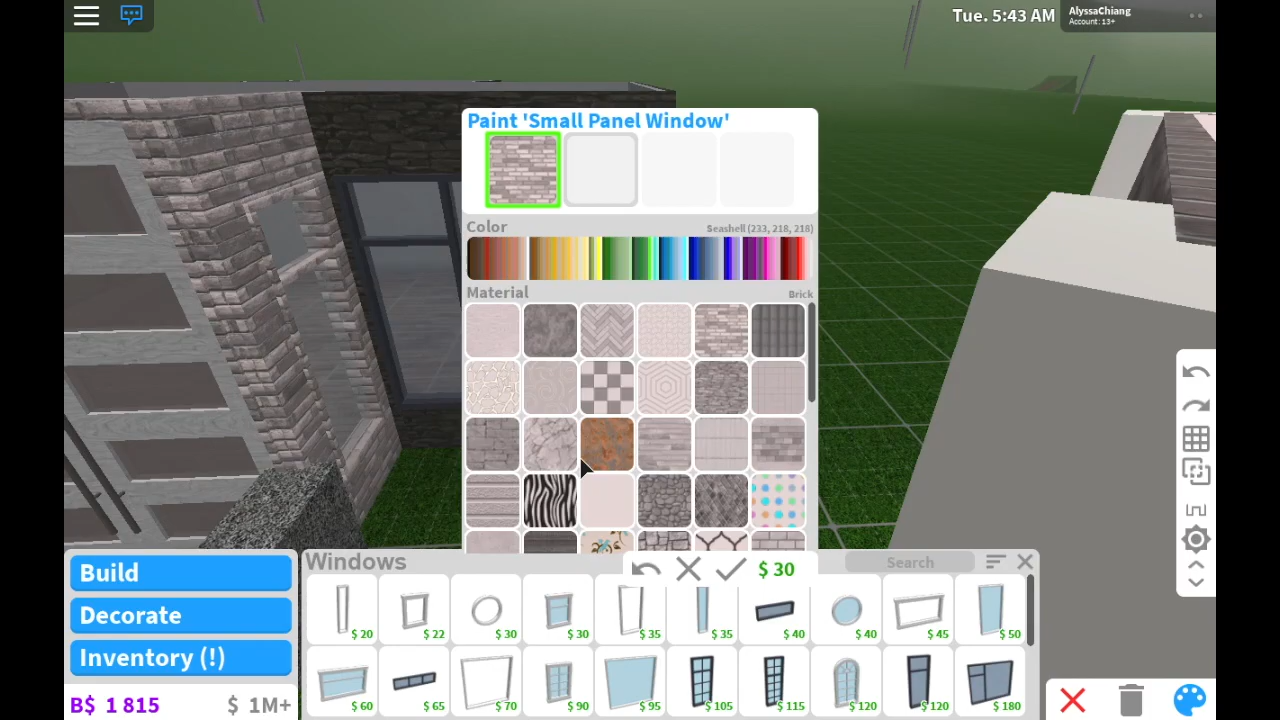 Tue. 5:43 AM
AlyssaChiang
Account: 13+
Paint 'Small Panel Window'
Color
Seashell (233, 218, 218)
Material
Brick
$ 30
Build
Decorate
Inventory (!)
B$ 1 815
$ 1M+
Windows
Search
$ 20
$ 22
$ 30
$ 30
$ 35
$ 35
$ 40
$ 40
$ 45
$ 50
$ 60
$ 65
$ 70
$ 90
$ 95
$ 105
$ 115
$ 120
$ 120
$ 180